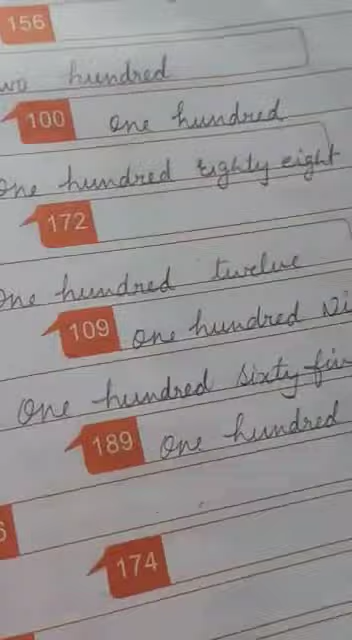 156
hundred
100 one hundred
one hundred eighty eight
172
one hundred twelve
109 one hundred
one hundred sixty
189 one hundred
174